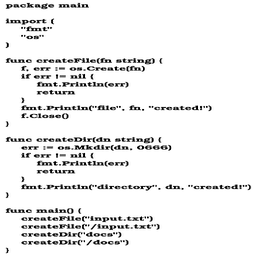 package main

import (
    "fmt"
    "os"
)

func createFile(fn string) {
    f, err := os.Create(fn)
    if err != nil {
        fmt.Println(err)
        return
    }
    fmt.Println("file", fn, "created!")
    f.Close()
}

func createDir(dn string) {
    err := os.Mkdir(dn, 0666)
    if err != nil {
        fmt.Println(err)
        return
    }
    fmt.Println("directory", dn, "created!")
}

func main() {
    createFile("input.txt")
    createFile("/input.txt")
    createDir("docs")
    createDir("/docs")
}